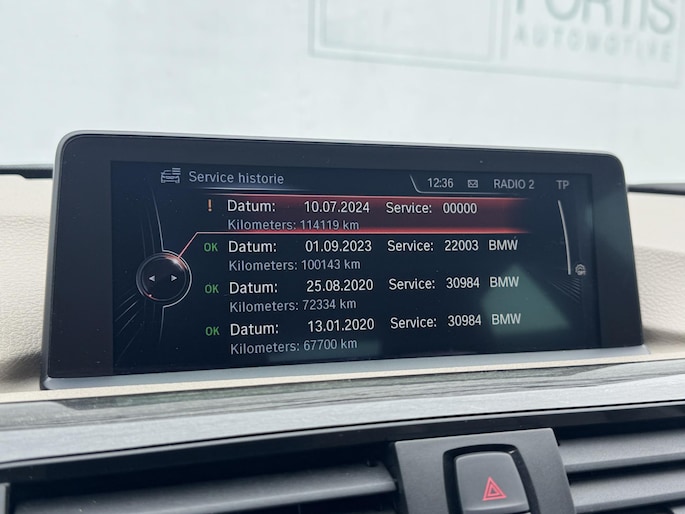 PORTIS
AUTOMOTIVE
Service historie 12:36 RADIO 2 TP
! Datum: 10.07.2024 Service: 00000
Kilometers: 114119 km
OK Datum: 01.09.2023 Service: 22003 BMW
Kilometers: 100143 km
OK Datum: 25.08.2020 Service: 30984 BMW
Kilometers: 72334 km
OK Datum: 13.01.2020 Service: 30984 BMW
Kilometers: 67700 km